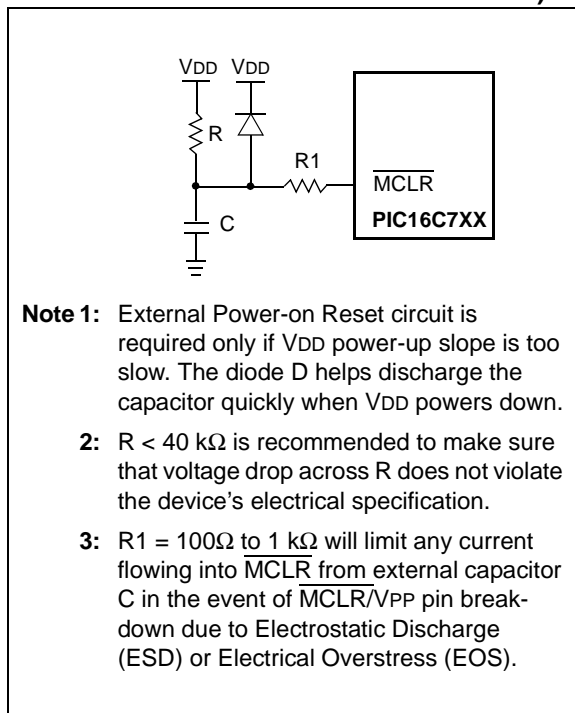 VDD VDD
R
R1
MCLR
PIC16C7XX
C
Note 1: External Power-on Reset circuit is
required only if VDD power-up slope is too
slow. The diode D helps discharge the
capacitor quickly when VDD powers down.
2: R < 40 kΩ is recommended to make sure
that voltage drop across R does not violate
the device's electrical specification.
3: R1 = 100Ω to 1 kΩ will limit any current
flowing into MCLR from external capacitor
C in the event of MCLR/VPP pin break-
down due to Electrostatic Discharge
(ESD) or Electrical Overstress (EOS).